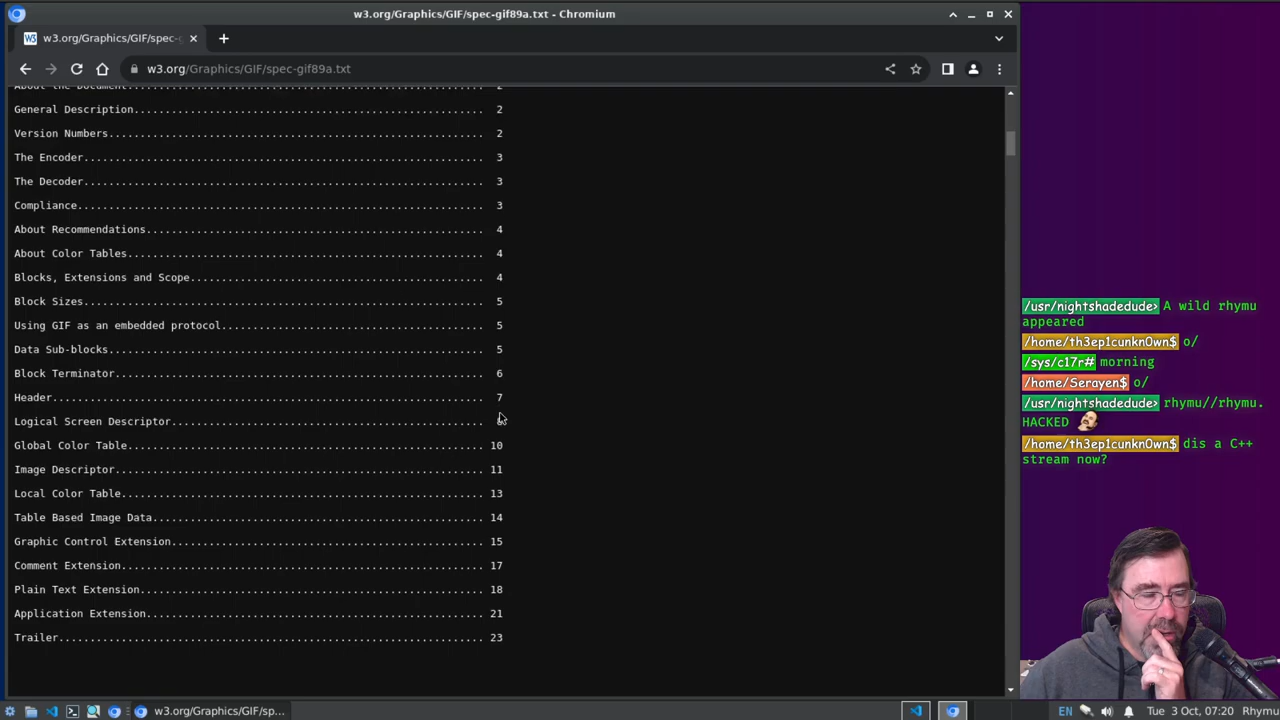 w3.org/Graphics/GIF/spec-gif89a.txt - Chromium
w3.org/Graphics/GIF/spec-
w3.org/Graphics/GIF/spec-gif89a.txt
About the Document.......................................................... 2
General Description........................................................ 2
Version Numbers............................................................ 2
The Encoder................................................................ 3
The Decoder................................................................ 3
Compliance................................................................. 3
About Recommendations...................................................... 4
About Color Tables......................................................... 4
Blocks, Extensions and Scope............................................... 4
Block Sizes................................................................ 5
Using GIF as an embedded protocol.......................................... 5
Data Sub-blocks............................................................ 5
Block Terminator........................................................... 6
Header..................................................................... 7
Logical Screen Descriptor..................................................
Global Color Table......................................................... 10
Image Descriptor........................................................... 11
Local Color Table.......................................................... 13
Table Based Image Data..................................................... 14
Graphic Control Extension.................................................. 15
Comment Extension.......................................................... 17
Plain Text Extension....................................................... 18
Application Extension...................................................... 21
Trailer.................................................................... 23
/usr/nightshadedude> A wild rhymu
appeared
/home/th3ep1cunkn0wn$ o/
/sys/c17r# morning
/home/Serayen$ o/
/usr/nightshadedude> rhymu//rhymu.
HACKED
/home/th3ep1cunkn0wn$ dis a C++
stream now?
w3.org/Graphics/GIF/sp...
EN
Tue 3 Oct, 07:20 Rhymu